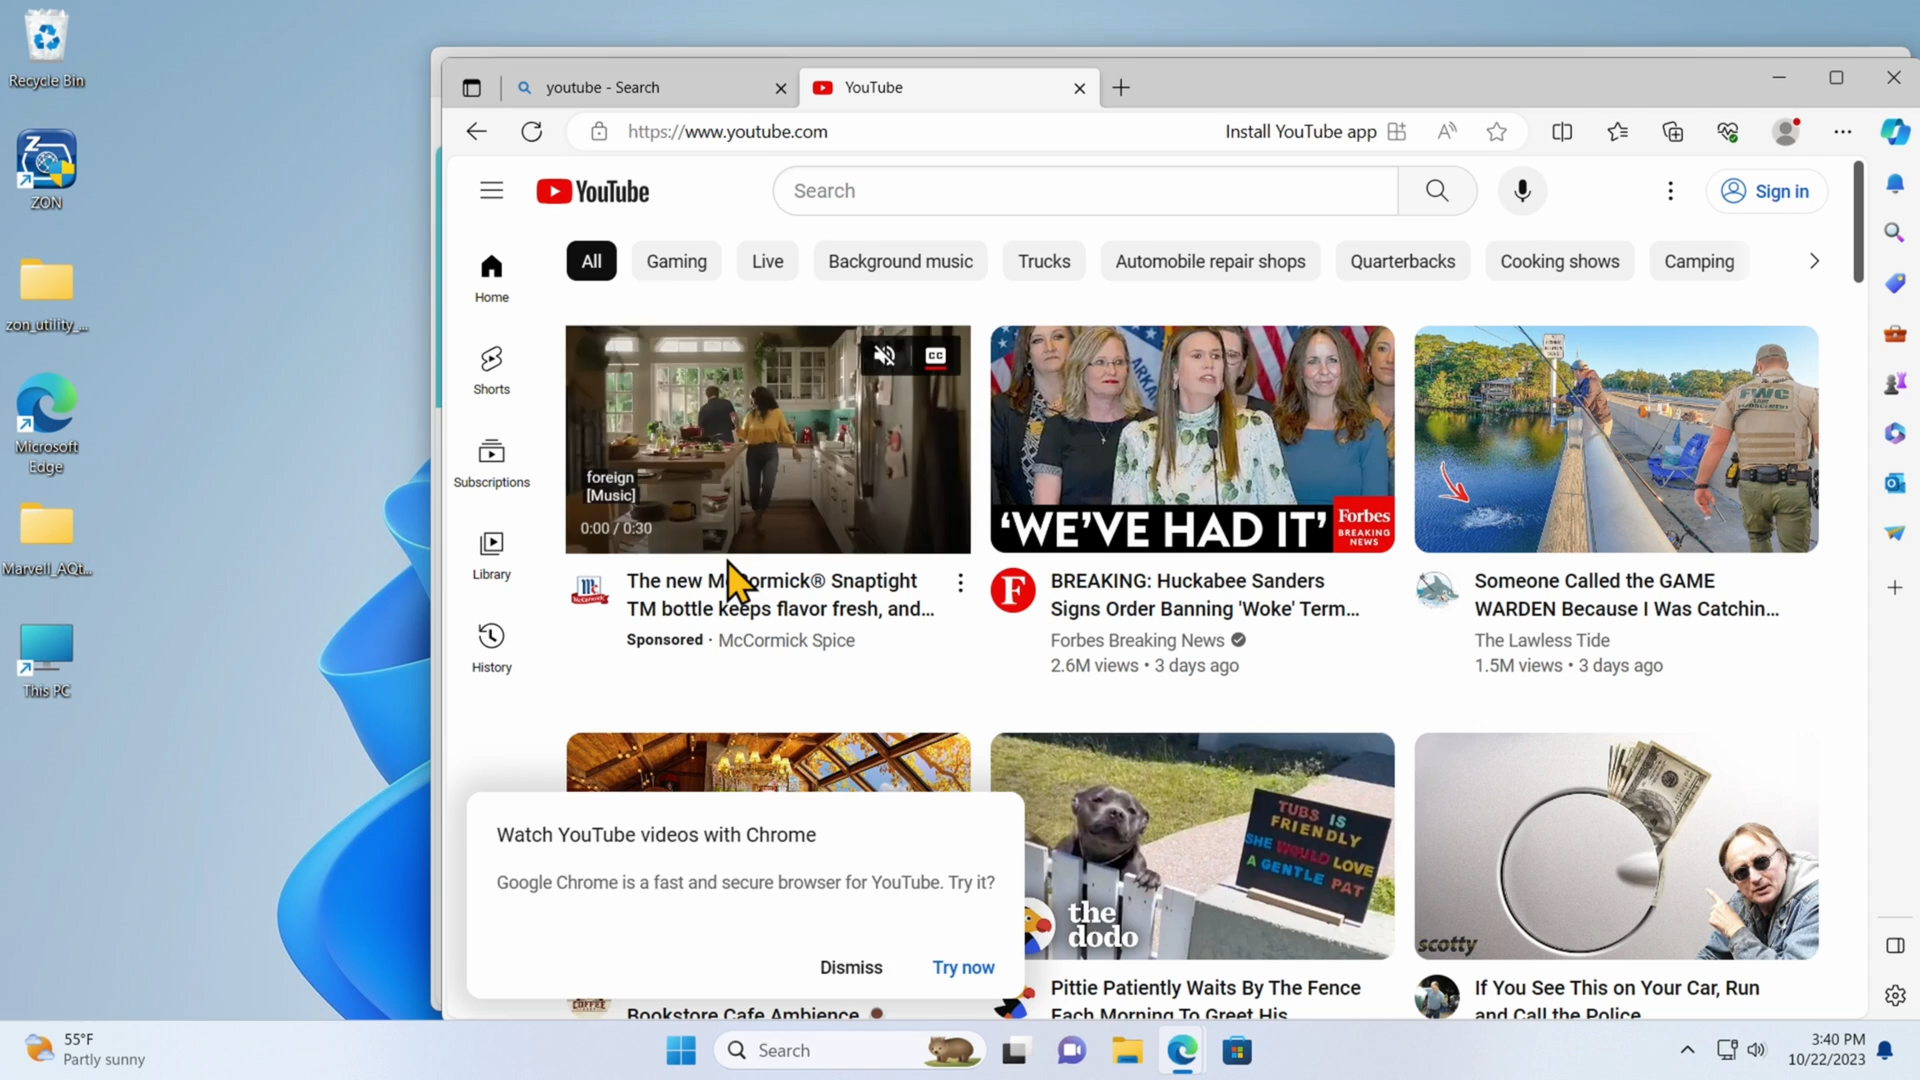 Recycle Bin
ZON
zon_utility_...
Microsoft
Edge
Marvell_AQt...
This PC
youtube - Search
YouTube
https://www.youtube.com
Install YouTube app
YouTube
Search
Sign in
Home
Shorts
Subscriptions
Library
History
All
Gaming
Live
Background music
Trucks
Automobile repair shops
Quarterbacks
Cooking shows
Camping
CC
foreign
[Music]
0:00 / 0:30
The new McCormick® Snaptight
TM bottle keeps flavor fresh, and...
Sponsored · McCormick Spice
'WE'VE HAD IT'
Forbes
BREAKING
NEWS
BREAKING: Huckabee Sanders
Signs Order Banning 'Woke' Term...
Forbes Breaking News
2.6M views • 3 days ago
FWC
Someone Called the GAME
WARDEN Because I Was Catchin...
The Lawless Tide
1.5M views • 3 days ago
Watch YouTube videos with Chrome
Google Chrome is a fast and secure browser for YouTube. Try it?
Dismiss
Try now
COFFEE
Bookstore Cafe Ambience
TUBS IS
FRIENDLY
SHE WOULD LOVE
A GENTLE PAT
the
dodo
Pittie Patiently Waits By The Fence
Each Morning To Greet His
scotty
If You See This on Your Car, Run
and Call the Police
55°F
Partly sunny
Search
3:40 PM
10/22/2023